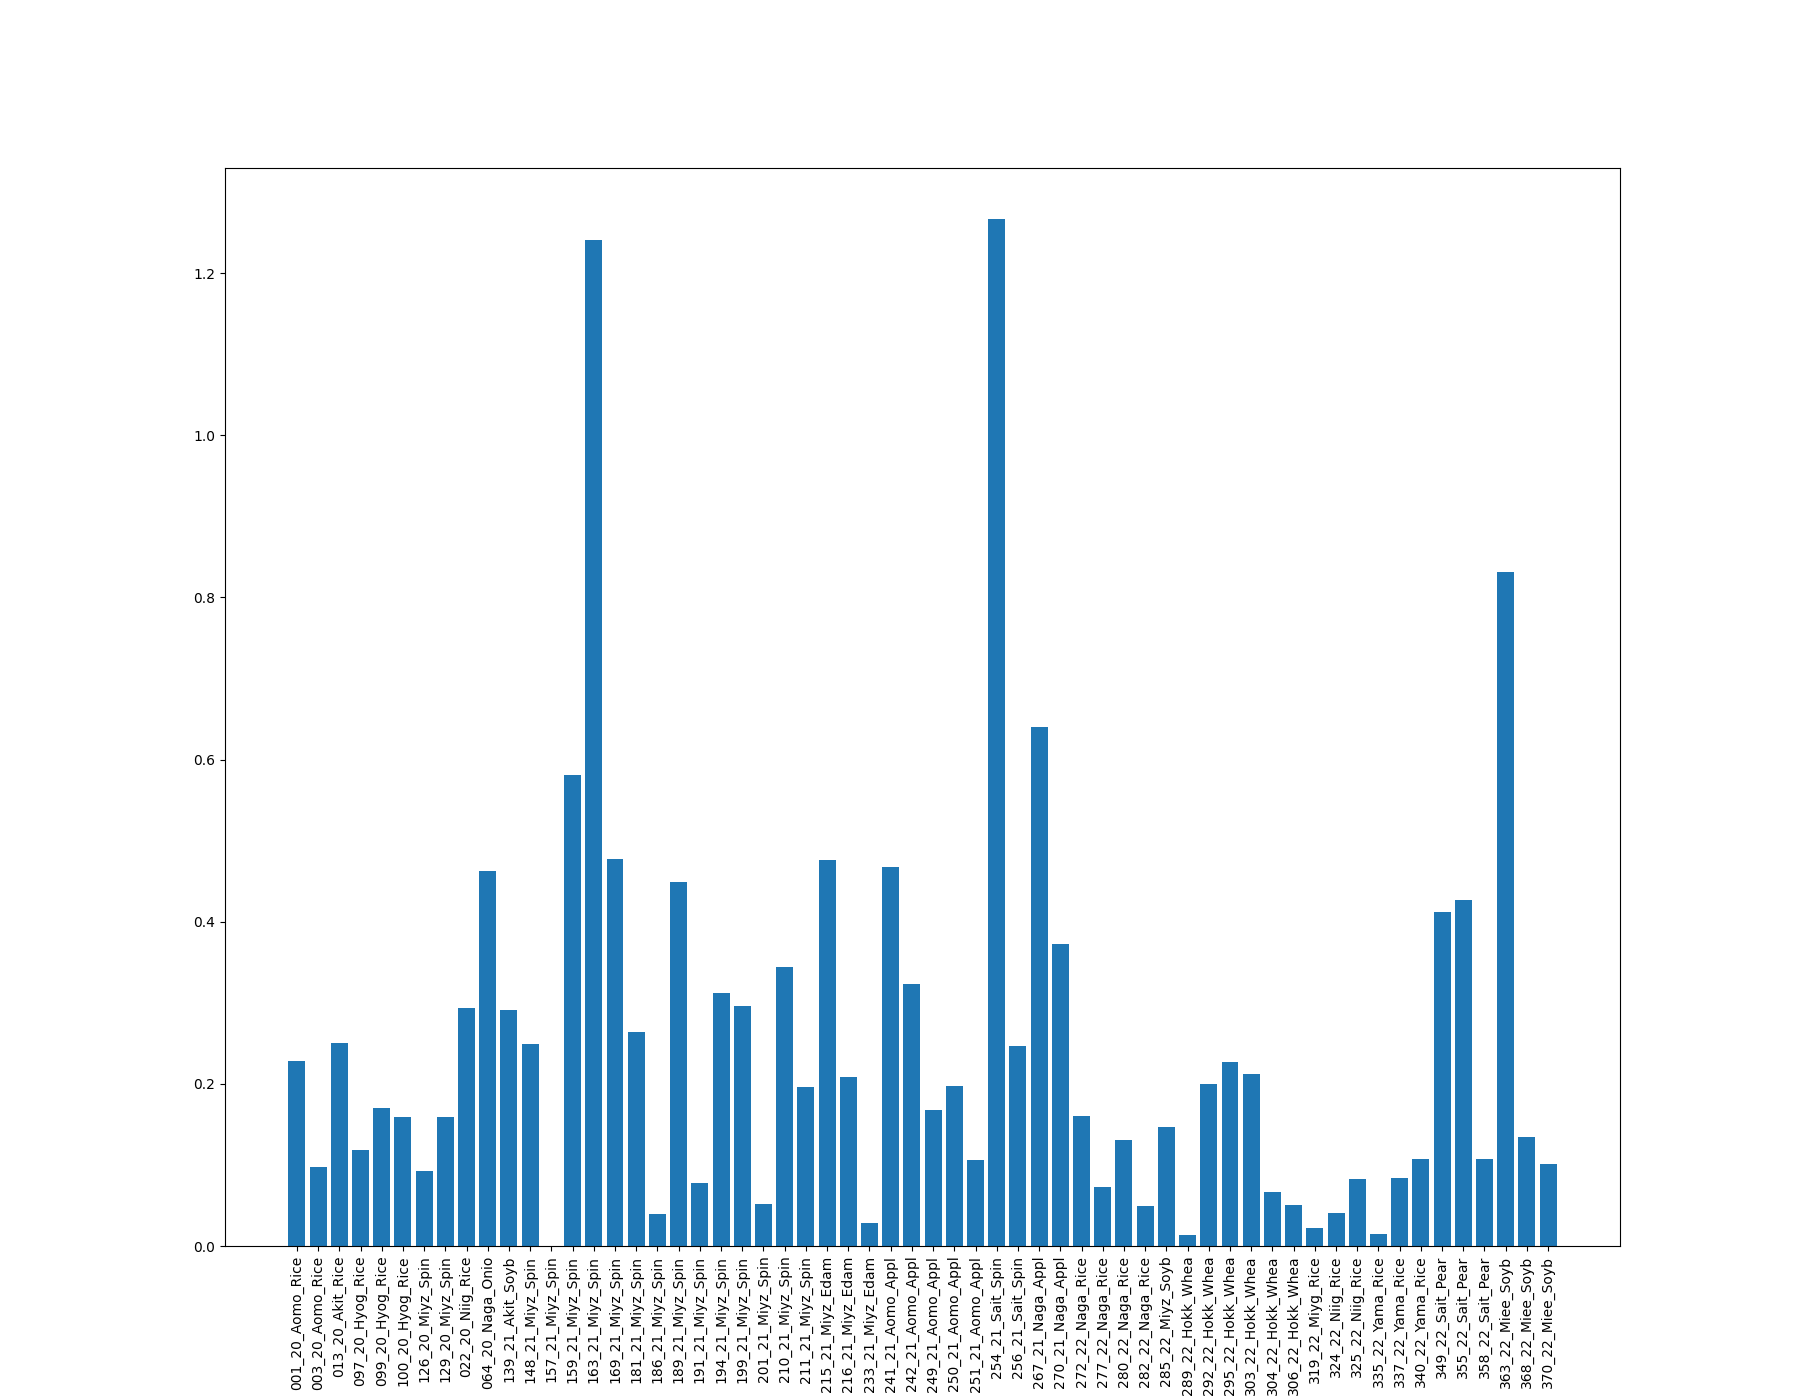 1.2
1.0
0.8
0.6
0.4
0.2
0.0
001_20_Aomo_Rice
003_20_Aomo_Rice
013_20_Akit_Rice
097_20_Hyog_Rice
099_20_Hyog_Rice
100_20_Hyog_Rice
126_20_Miyz_Spin
129_20_Miyz_Spin
022_20_Niig_Rice
064_20_Naga_Onio
139_21_Akit_Soyb
148_21_Miyz_Spin
157_21_Miyz_Spin
159_21_Miyz_Spin
163_21_Miyz_Spin
169_21_Miyz_Spin
181_21_Miyz_Spin
186_21_Miyz_Spin
189_21_Miyz_Spin
191_21_Miyz_Spin
194_21_Miyz_Spin
199_21_Miyz_Spin
201_21_Miyz_Spin
210_21_Miyz_Spin
211_21_Miyz_Spin
215_21_Miyz_Edam
216_21_Miyz_Edam
233_21_Miyz_Edam
241_21_Aomo_Appl
242_21_Aomo_Appl
249_21_Aomo_Appl
250_21_Aomo_Appl
251_21_Aomo_Appl
254_21_Sait_Spin
256_21_Sait_Spin
267_21_Naga_Appl
270_21_Naga_Appl
272_22_Naga_Rice
277_22_Naga_Rice
280_22_Naga_Rice
282_22_Naga_Rice
285_22_Miyz_Soyb
289_22_Hokk_Whea
292_22_Hokk_Whea
295_22_Hokk_Whea
303_22_Hokk_Whea
304_22_Hokk_Whea
306_22_Hokk_Whea
319_22_Miyg_Rice
324_22_Niig_Rice
325_22_Niig_Rice
335_22_Yama_Rice
337_22_Yama_Rice
340_22_Yama_Rice
349_22_Sait_Pear
355_22_Sait_Pear
358_22_Sait_Pear
363_22_Miee_Soyb
368_22_Miee_Soyb
370_22_Miee_Soyb